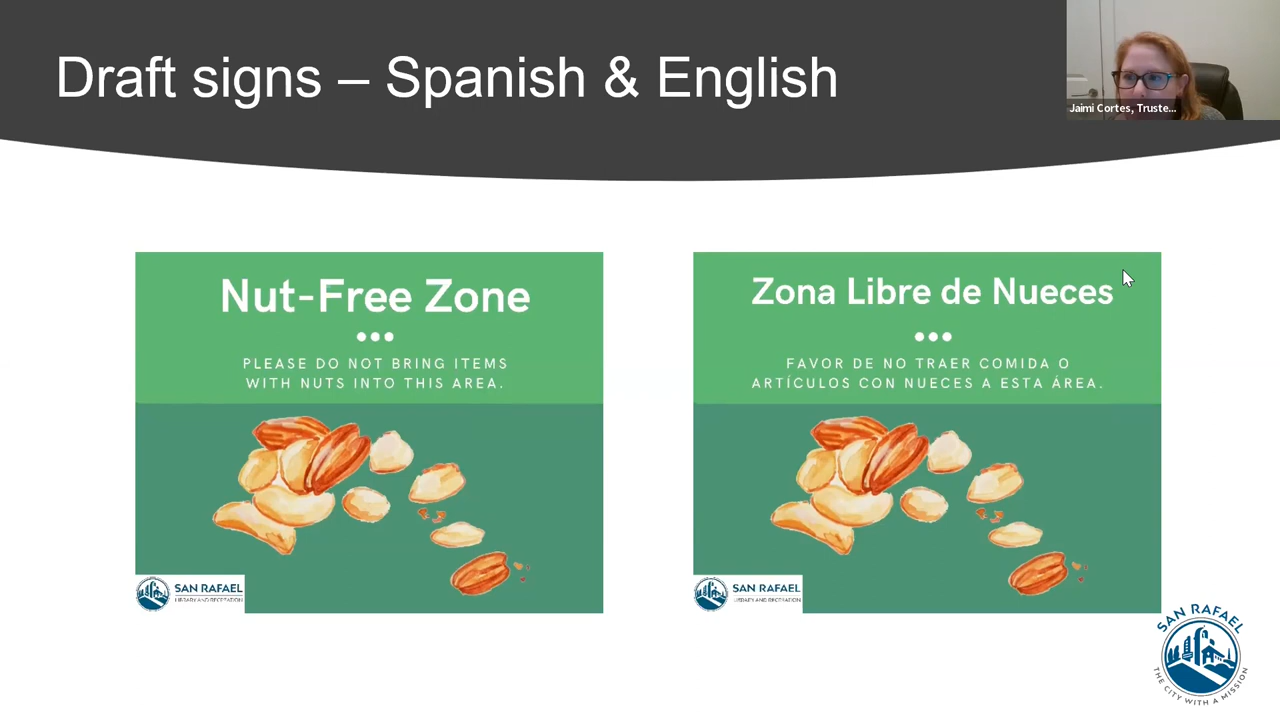 Draft signs – Spanish & English
Jaimi Cortes, Truste...
Nut-Free Zone
PLEASE DO NOT BRING ITEMS
WITH NUTS INTO THIS AREA.
SAN RAFAEL
LIBRARY AND RECREATION
Zona Libre de Nueces
FAVOR DE NO TRAER COMIDA O
ARTÍCULOS CON NUECES A ESTA ÁREA.
SAN RAFAEL
LIBRARY AND RECREATION
SAN RAFAEL
THE CITY WITH A MISSION